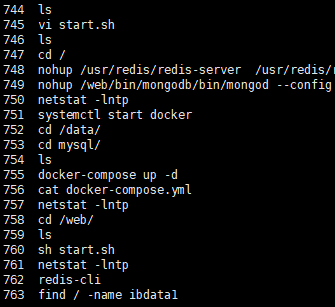 744 ls
745 vi start.sh
746 ls
747 cd /
748 nohup /usr/redis/redis-server /usr/redis/
749 nohup /web/bin/mongodb/bin/mongod --config
750 netstat -lntp
751 systemctl start docker
752 cd /data/
753 cd mysql/
754 ls
755 docker-compose up -d
756 cat docker-compose.yml
757 netstat -lntp
758 cd /web/
759 ls
760 sh start.sh
761 netstat -lntp
762 redis-cli
763 find / -name ibdata1